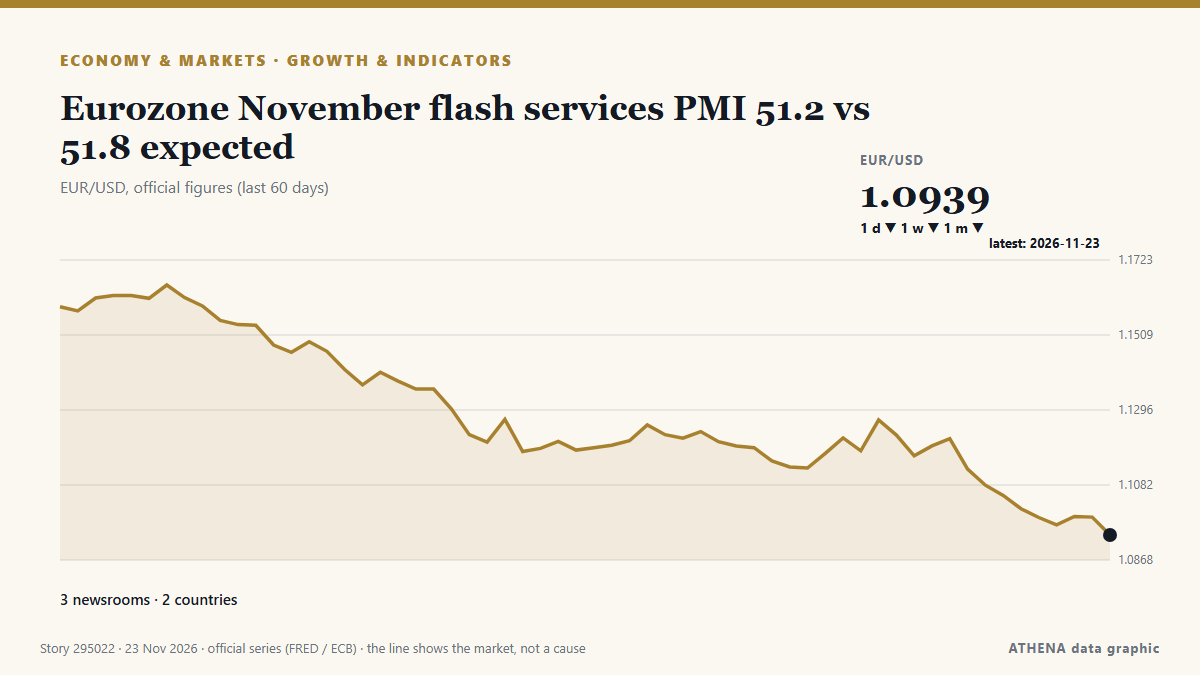 ECONOMY & MARKETS · GROWTH & INDICATORS
Eurozone November flash services PMI 51.2 vs
51.8 expected
EUR/USD, official figures (last 60 days)
EUR/USD
1.0939
1 d ▼ 1 w ▼ 1 m ▼
latest: 2026-11-23
1.1723
1.1509
1.1296
1.1082
1.0868
3 newsrooms · 2 countries
Story 295022 · 23 Nov 2026 · official series (FRED / ECB) · the line shows the market, not a cause
ATHENA data graphic